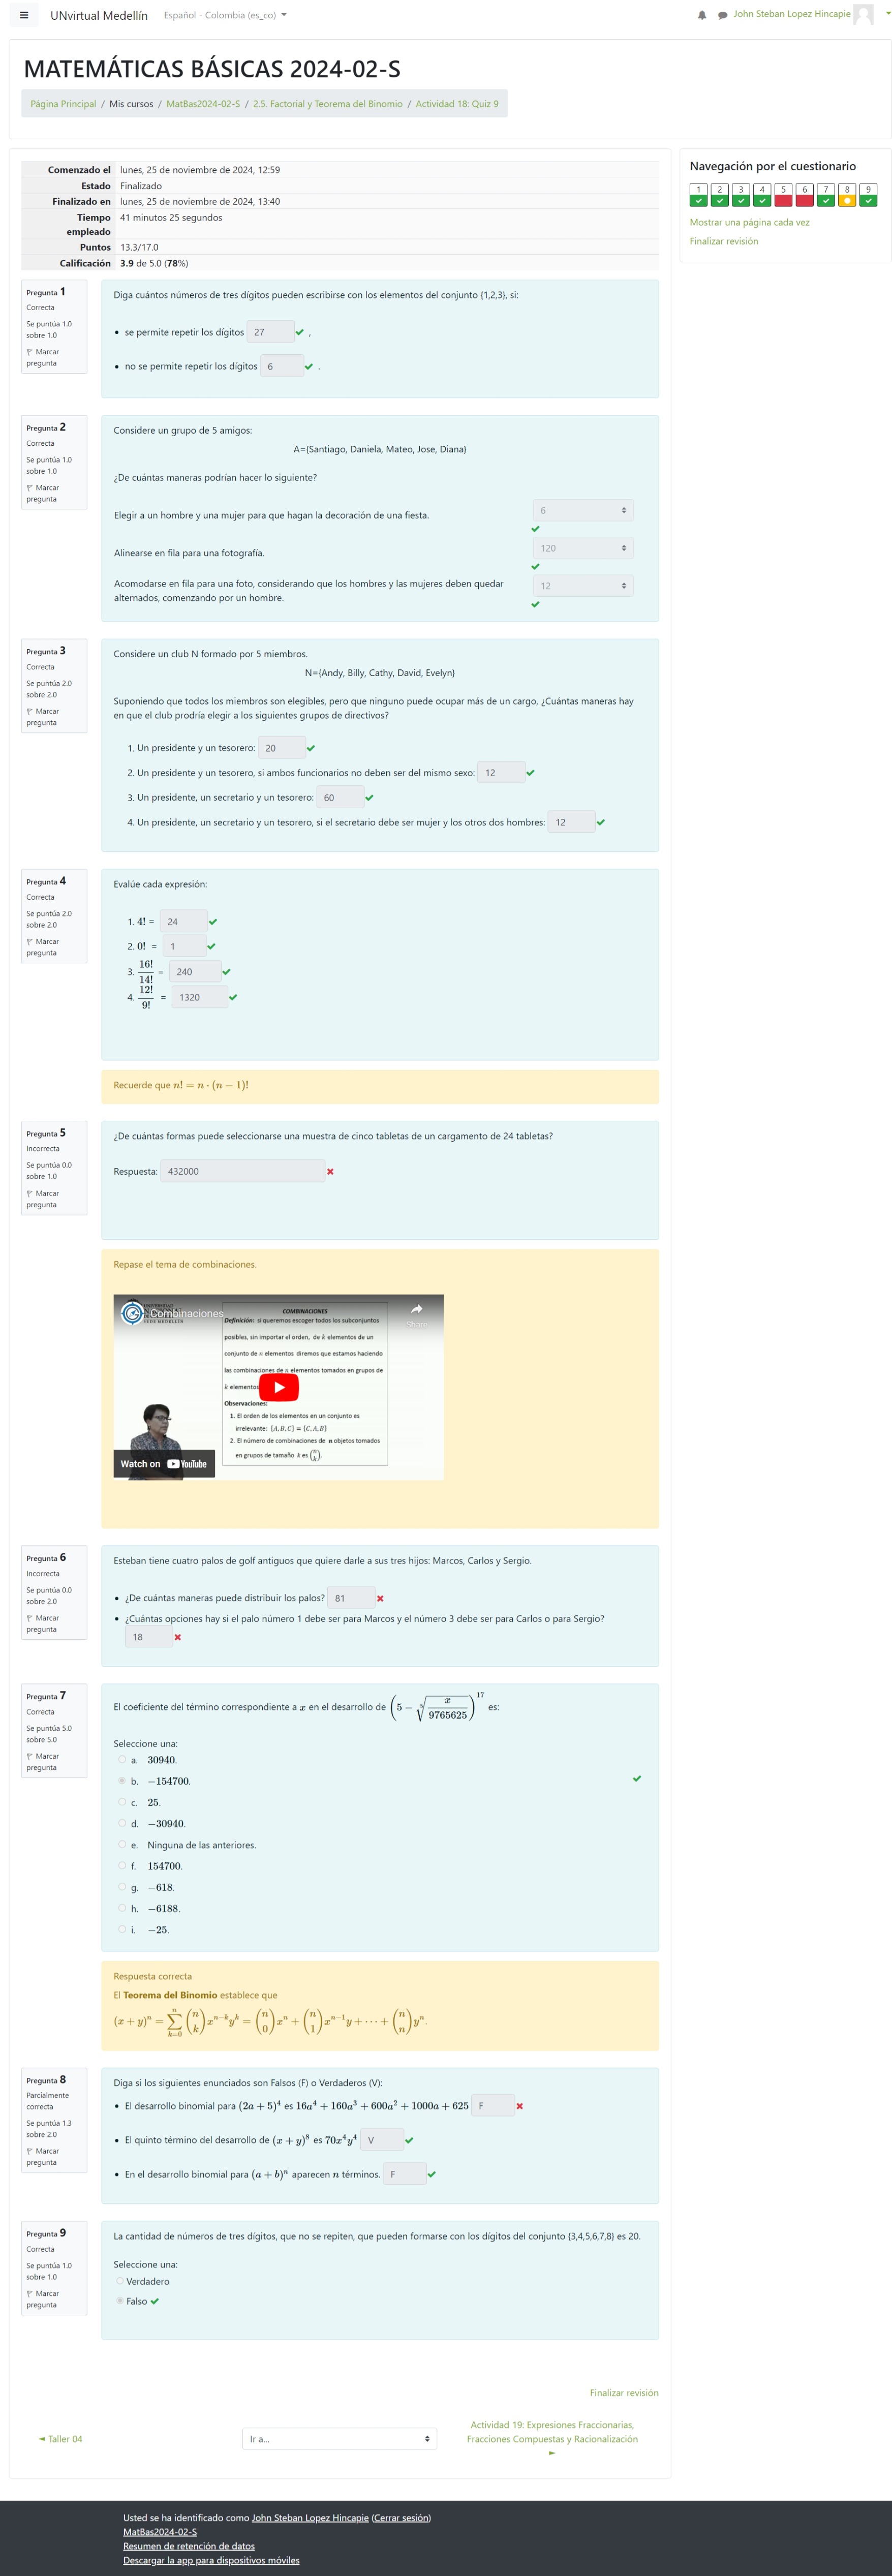 UNvirtual Medellín
Español - Colombia (es_co)
John Steban Lopez Hincapie
MATEMÁTICAS BÁSICAS 2024-02-S
Página Principal / Mis cursos / MatBas2024-02-S / 2.5. Factorial y Teorema del Binomio / Actividad 18: Quiz 9
Comenzado el lunes, 25 de noviembre de 2024, 12:59
Estado Finalizado
Finalizado en lunes, 25 de noviembre de 2024, 13:40
Tiempo empleado 41 minutos 25 segundos
Puntos 13.3/17.0
Calificación 3.9 de 5.0 (78%)
Navegación por el cuestionario
1 2 3 4 5 6 7 8 9
Mostrar una página cada vez
Finalizar revisión
Pregunta 1
Correcta
Se puntúa 1.0 sobre 1.0
Marcar pregunta
Diga cuántos números de tres dígitos pueden escribirse con los elementos del conjunto {1,2,3}, si:
• se permite repetir los dígitos 27 ,
• no se permite repetir los dígitos 6 .
Pregunta 2
Correcta
Se puntúa 1.0 sobre 1.0
Marcar pregunta
Considere un grupo de 5 amigos:
A={Santiago, Daniela, Mateo, Jose, Diana}
¿De cuántas maneras podrían hacer lo siguiente?
Elegir a un hombre y una mujer para que hagan la decoración de una fiesta. 6
Alinearse en fila para una fotografía. 120
Acomodarse en fila para una foto, considerando que los hombres y las mujeres deben quedar
alternados, comenzando por un hombre. 12
Pregunta 3
Correcta
Se puntúa 2.0 sobre 2.0
Marcar pregunta
Considere un club N formado por 5 miembros.
N={Andy, Billy, Cathy, David, Evelyn}
Suponiendo que todos los miembros son elegibles, pero que ninguno puede ocupar más de un cargo, ¿Cuántas maneras hay
en que el club prodría elegir a los siguientes grupos de directivos?
1. Un presidente y un tesorero: 20
2. Un presidente y un tesorero, si ambos funcionarios no deben ser del mismo sexo: 12
3. Un presidente, un secretario y un tesorero: 60
4. Un presidente, un secretario y un tesorero, si el secretario debe ser mujer y los otros dos hombres: 12
Pregunta 4
Correcta
Se puntúa 2.0 sobre 2.0
Marcar pregunta
Evalúe cada expresión:
1. 4! = 24
2. 0! = 1
3. 16!/14! = 240
4. 12!/9! = 1320
Recuerde que n! = n · (n − 1)!
Pregunta 5
Incorrecta
Se puntúa 0.0 sobre 1.0
Marcar pregunta
¿De cuántas formas puede seleccionarse una muestra de cinco tabletas de un cargamento de 24 tabletas?
Respuesta: 432000
Repase el tema de combinaciones.
Combinaciones
Share
COMBINACIONES
Definición: si queremos escoger todos los subconjuntos
posibles, sin importar el orden, de k elementos de un
conjunto de n elementos diremos que estamos haciendo
las combinaciones de n elementos tomados en grupos de
k elementos
Observaciones:
1. El orden de los elementos en un conjunto es
irrelevante: {A, B, C} = {C, A, B}
2. El número de combinaciones de n objetos tomados
en grupos de tamaño k es (n k).
Watch on YouTube
Pregunta 6
Incorrecta
Se puntúa 0.0 sobre 2.0
Marcar pregunta
Esteban tiene cuatro palos de golf antiguos que quiere darle a sus tres hijos: Marcos, Carlos y Sergio.
• ¿De cuántas maneras puede distribuir los palos? 81
• ¿Cuántas opciones hay si el palo número 1 debe ser para Marcos y el número 3 debe ser para Carlos o para Sergio?
18
Pregunta 7
Correcta
Se puntúa 5.0 sobre 5.0
Marcar pregunta
El coeficiente del término correspondiente a x en el desarrollo de (5 − ⁵√(x/9765625))^17 es:
Seleccione una:
a. 30940.
b. −154700.
c. 25.
d. −30940.
e. Ninguna de las anteriores.
f. 154700.
g. −618.
h. −6188.
i. −25.
Respuesta correcta
El Teorema del Binomio establece que
(x + y)^n = ∑_{k=0}^{n} (n k) x^{n−k} y^k = (n 0) x^n + (n 1) x^{n−1} y + ⋯ + (n n) y^n.
Pregunta 8
Parcialmente correcta
Se puntúa 1.3 sobre 2.0
Marcar pregunta
Diga si los siguientes enunciados son Falsos (F) o Verdaderos (V):
• El desarrollo binomial para (2a + 5)^4 es 16a^4 + 160a^3 + 600a^2 + 1000a + 625 F
• El quinto término del desarrollo de (x + y)^8 es 70x^4y^4 V
• En el desarrollo binomial para (a + b)^n aparecen n términos. F
Pregunta 9
Correcta
Se puntúa 1.0 sobre 1.0
Marcar pregunta
La cantidad de números de tres dígitos, que no se repiten, que pueden formarse con los dígitos del conjunto {3,4,5,6,7,8} es 20.
Seleccione una:
Verdadero
Falso
Finalizar revisión
◄ Taller 04
Ir a...
Actividad 19: Expresiones Fraccionarias,
Fracciones Compuestas y Racionalización
►
Usted se ha identificado como John Steban Lopez Hincapie (Cerrar sesión)
MatBas2024-02-S
Resumen de retención de datos
Descargar la app para dispositivos móviles